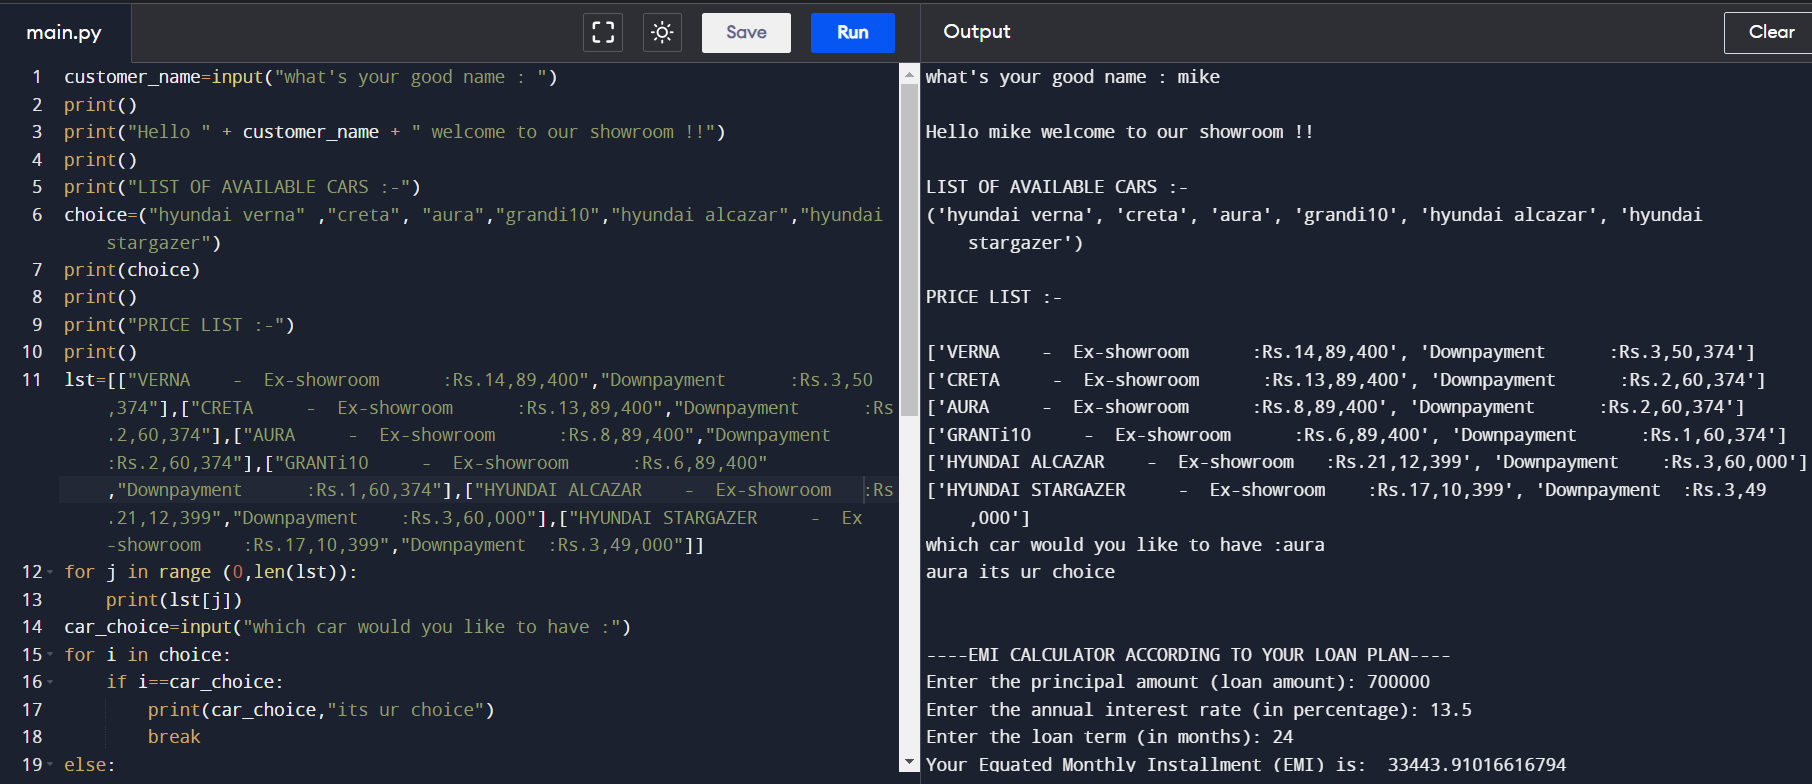 main.py
Save
Run
Output
Clear
1 customer_name=input("what's your good name : ")
2 print()
3 print("Hello " + customer_name + " welcome to our showroom !!")
4 print()
5 print("LIST OF AVAILABLE CARS :-")
6 choice=("hyundai verna" ,"creta", "aura","grandi10","hyundai alcazar","hyundai
stargazer")
7 print(choice)
8 print()
9 print("PRICE LIST :-")
10 print()
11 lst=[["VERNA    -  Ex-showroom      :Rs.14,89,400","Downpayment      :Rs.3,50
,374"],["CRETA     -  Ex-showroom      :Rs.13,89,400","Downpayment      :Rs
.2,60,374"],["AURA     -  Ex-showroom      :Rs.8,89,400","Downpayment
:Rs.2,60,374"],["GRANTi10     -  Ex-showroom      :Rs.6,89,400"
,"Downpayment      :Rs.1,60,374"],["HYUNDAI ALCAZAR    -  Ex-showroom   :Rs
.21,12,399","Downpayment    :Rs.3,60,000"],["HYUNDAI STARGAZER     -  Ex
-showroom    :Rs.17,10,399","Downpayment  :Rs.3,49,000"]]
12 for j in range (0,len(lst)):
13 print(lst[j])
14 car_choice=input("which car would you like to have :")
15 for i in choice:
16 if i==car_choice:
17 print(car_choice,"its ur choice")
18 break
19 else:
what's your good name : mike
Hello mike welcome to our showroom !!
LIST OF AVAILABLE CARS :-
('hyundai verna', 'creta', 'aura', 'grandi10', 'hyundai alcazar', 'hyundai
stargazer')
PRICE LIST :-
['VERNA    -  Ex-showroom      :Rs.14,89,400', 'Downpayment      :Rs.3,50,374']
['CRETA     -  Ex-showroom      :Rs.13,89,400', 'Downpayment      :Rs.2,60,374']
['AURA     -  Ex-showroom      :Rs.8,89,400', 'Downpayment      :Rs.2,60,374']
['GRANTi10     -  Ex-showroom      :Rs.6,89,400', 'Downpayment      :Rs.1,60,374']
['HYUNDAI ALCAZAR    -  Ex-showroom   :Rs.21,12,399', 'Downpayment    :Rs.3,60,000']
['HYUNDAI STARGAZER     -  Ex-showroom    :Rs.17,10,399', 'Downpayment  :Rs.3,49
,000']
which car would you like to have :aura
aura its ur choice
----EMI CALCULATOR ACCORDING TO YOUR LOAN PLAN----
Enter the principal amount (loan amount): 700000
Enter the annual interest rate (in percentage): 13.5
Enter the loan term (in months): 24
Your Equated Monthly Installment (EMI) is:  33443.91016616794